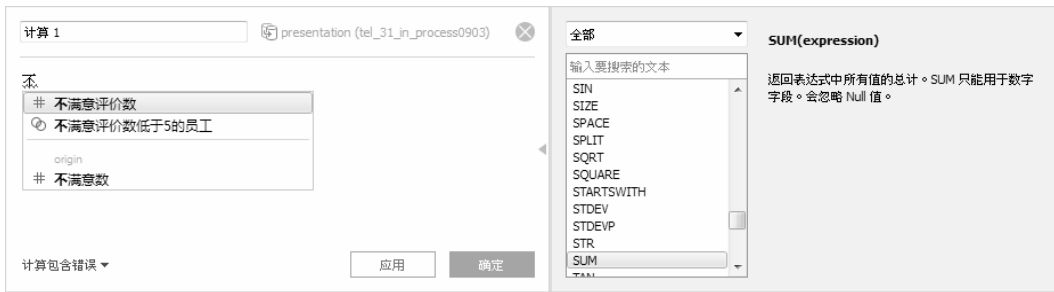 计算 1
presentation (tel_31_in_process0903)
不
# 不满意评价数
不满意评价数低于5的员工
origin
# 不满意数
计算包含错误
应用
确定
全部
输入要搜索的文本
SIN
SIZE
SPACE
SPLIT
SQRT
SQUARE
STARTSWITH
STDEV
STDEVP
STR
SUM
TAN
SUM(expression)
返回表达式中所有值的总计。SUM 只能用于数字
字段。会忽略 Null 值。